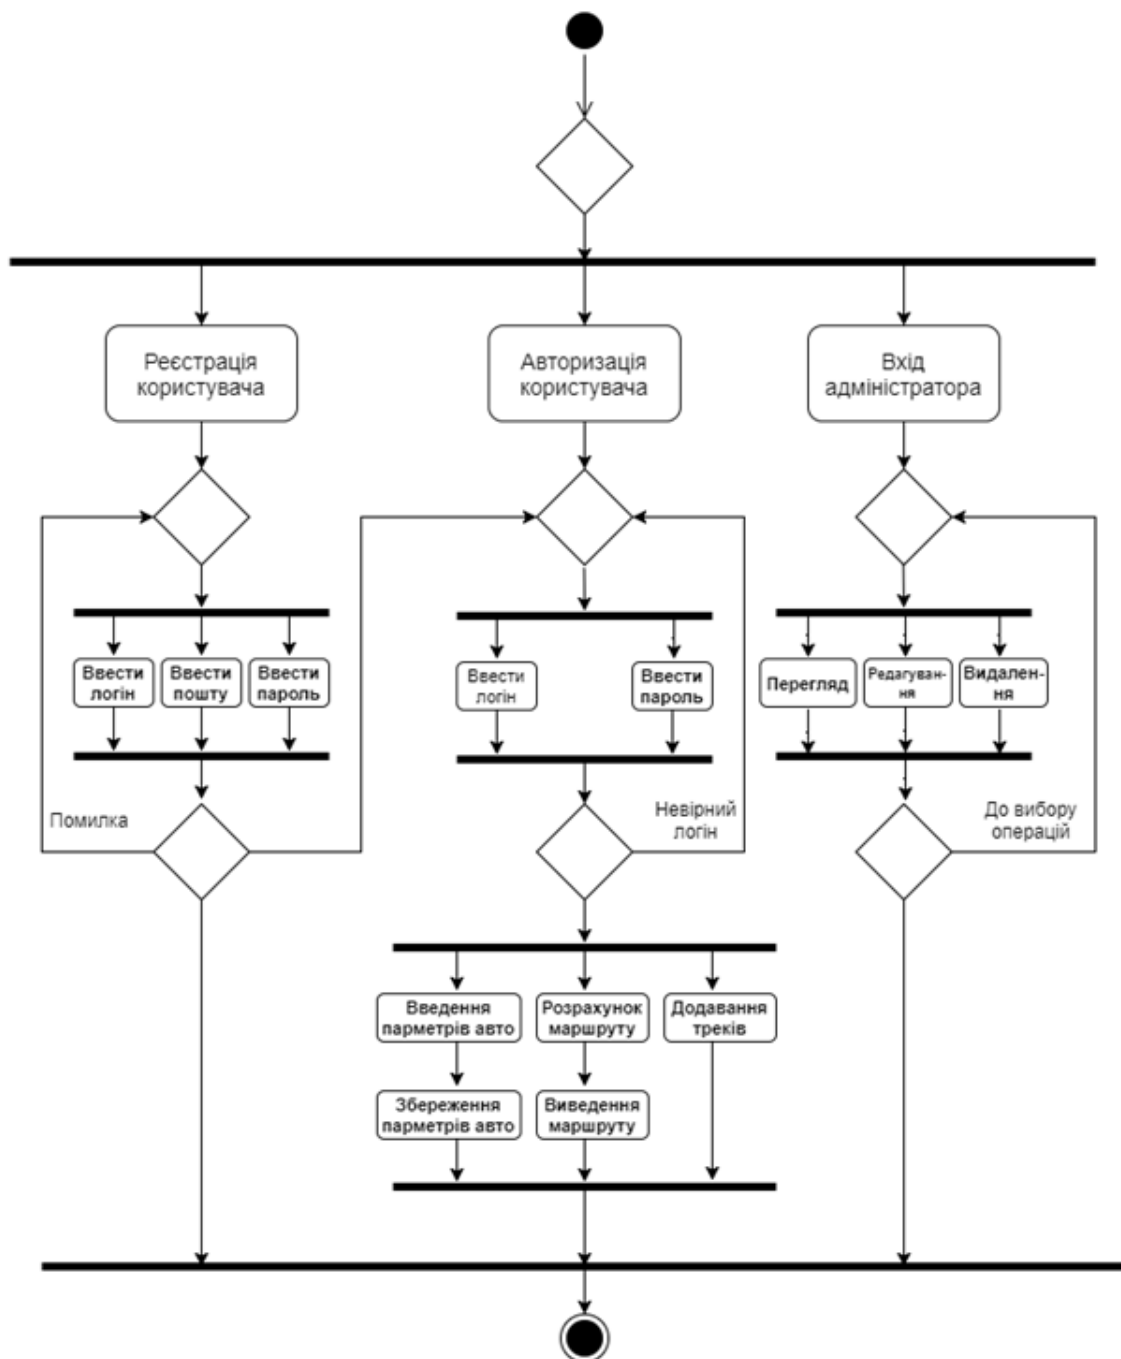 Реєстрація
користувача
Авторизація
користувача
Вхід
адміністратора
Ввести
логін
Ввести
пошту
Ввести
пароль
Ввести
логін
Ввести
пароль
Перегляд
Редагуван-
ня
Видален-
ня
Помилка
Невірний
логін
До вибору
операцій
Введення
парметрів авто
Розрахунок
маршруту
Додавання
треків
Збереження
парметрів авто
Виведення
маршруту